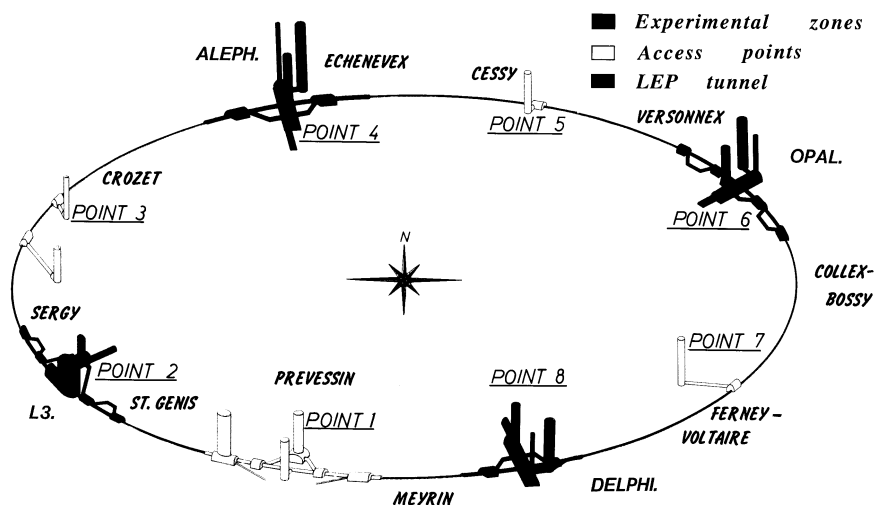 Experimental zones
Access points
LEP tunnel
ALEPH.
ECHENEVEX
CESSY
POINT 4
POINT 5
VERSONNEX
OPAL.
CROZET
POINT 3
POINT 6
N
COLLEX-
BOSSY
SERGY
POINT 7
POINT 2
PREVESSIN
POINT 8
L3.
ST. GENIS
POINT 1
FERNEY-
VOLTAIRE
MEYRIN
DELPHI.